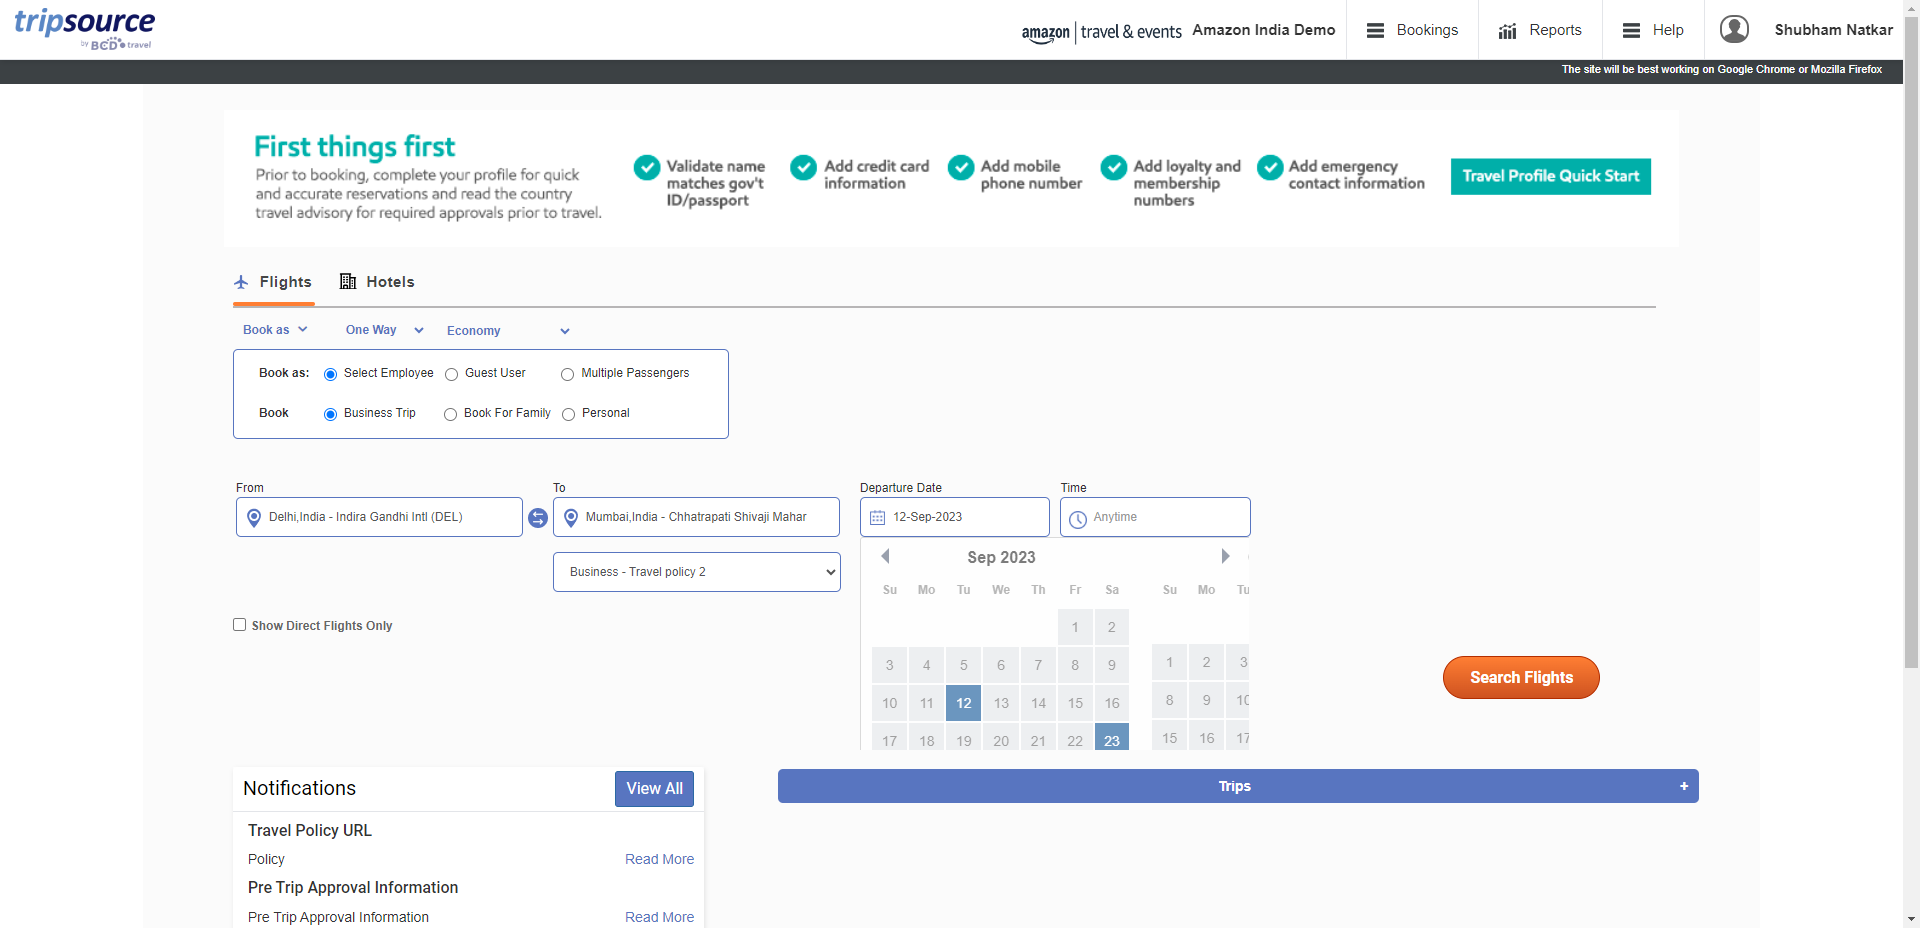 tripsource
by BCD travel
amazon travel & events Amazon India Demo
Bookings
Reports
Help
Shubham Natkar
The site will be best working on Google Chrome or Mozilla Firefox
First things first
Prior to booking, complete your profile for quick
and accurate reservations and read the country
travel advisory for required approvals prior to travel.
Validate name
matches gov't
ID/passport
Add credit card
information
Add mobile
phone number
Add loyalty and
membership
numbers
Add emergency
contact information
Travel Profile Quick Start
Flights
Hotels
Book as
One Way
Economy
Book as: Select Employee Guest User Multiple Passengers
Book Business Trip Book For Family Personal
From
To
Departure Date
Time
Delhi,India - Indira Gandhi Intl (DEL)
Mumbai,India - Chhatrapati Shivaji Mahar
12-Sep-2023
Anytime
Business - Travel policy 2
Show Direct Flights Only
Sep 2023
Su Mo Tu We Th Fr Sa
1 2
3 4 5 6 7 8 9
10 11 12 13 14 15 16
17 18 19 20 21 22 23
Su Mo Tu
1 2 3
8 9 10
15 16 17
Search Flights
Notifications
View All
Travel Policy URL
Policy Read More
Pre Trip Approval Information
Pre Trip Approval Information Read More
Trips +